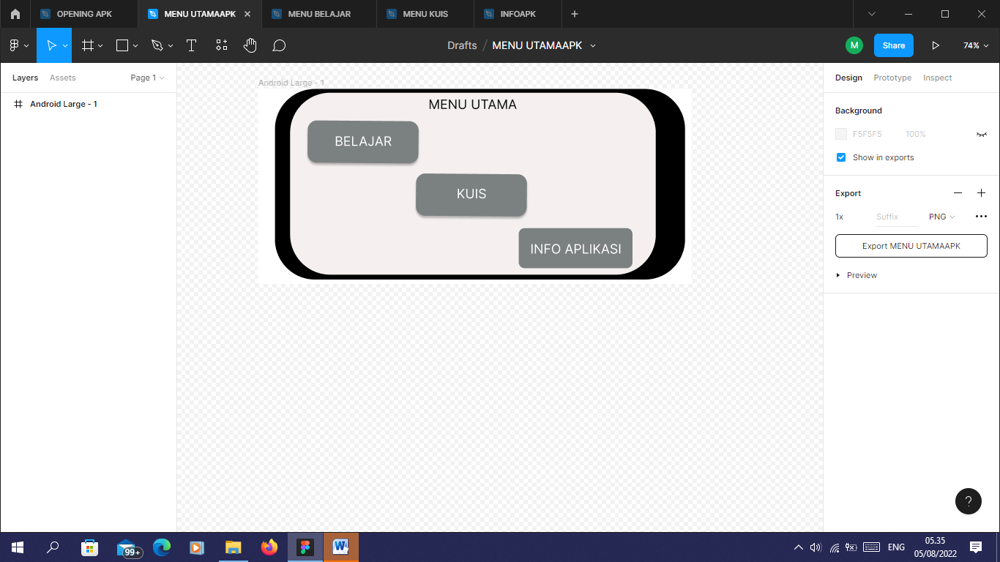 OPENING APK
MENU UTAMAAPK
MENU BELAJAR
MENU KUIS
INFOAPK
Drafts / MENU UTAMAAPK
M
Share
74%
Layers
Assets
Page 1
Design
Prototype
Inspect
Android Large - 1
Android Large - 1
MENU UTAMA
BELAJAR
KUIS
INFO APLIKASI
Background
F5F5F5
100%
Show in exports
Export
1x
Suffix
PNG
Export MENU UTAMAAPK
Preview
?
99+
W
ENG
05.35
05/08/2022